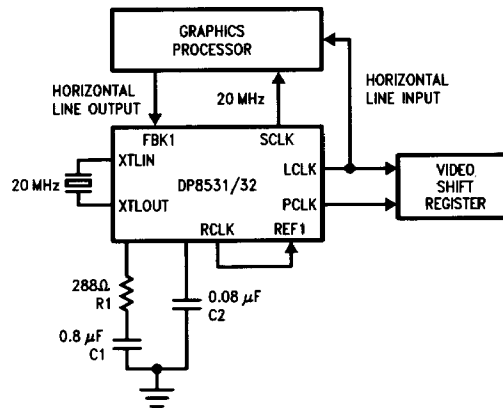 GRAPHICS
PROCESSOR
HORIZONTAL
LINE OUTPUT
20 MHz
HORIZONTAL
LINE INPUT
FBK1
SCLK
XTLIN
LCLK
20 MHz
DP8531/32
VIDEO
SHIFT
REGISTER
XTLOUT
PCLK
RCLK
REF1
288Ω
R1
0.08 μF
C2
0.8 μF
C1